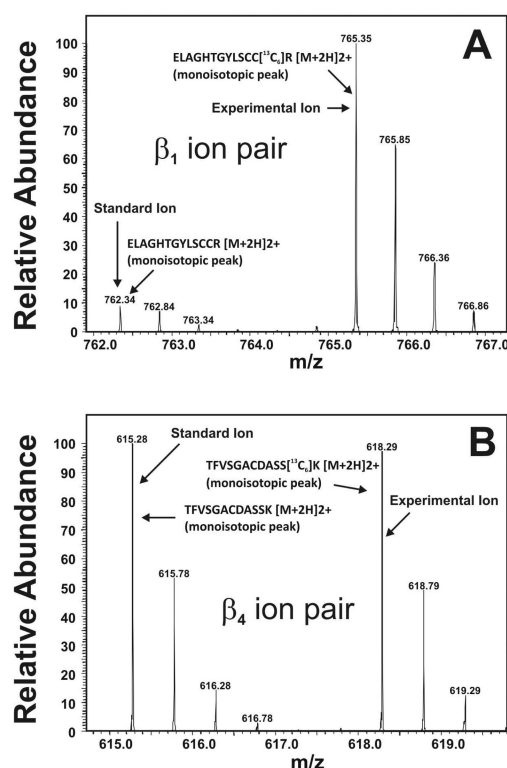 A
Relative Abundance
100
90
80
70
60
50
40
30
20
10
0
765.35
ELAGHTGYLSCC[¹³C₆]R [M+2H]2+
(monoisotopic peak)
Experimental Ion
β₁ ion pair
765.85
Standard Ion
ELAGHTGYLSCCR [M+2H]2+
(monoisotopic peak)
762.34
762.84
763.34
766.36
766.86
762.0 763.0 764.0 765.0 766.0 767.0
m/z
B
Relative Abundance
100
90
80
70
60
50
40
30
20
10
0
615.28
Standard Ion
618.29
TFVSGACDASS[¹³C₆]K [M+2H]2+
(monoisotopic peak)
Experimental Ion
TFVSGACDASSK [M+2H]2+
(monoisotopic peak)
615.78
β₄ ion pair
618.79
616.28
616.78
619.29
615.0 616.0 617.0 618.0 619.0
m/z